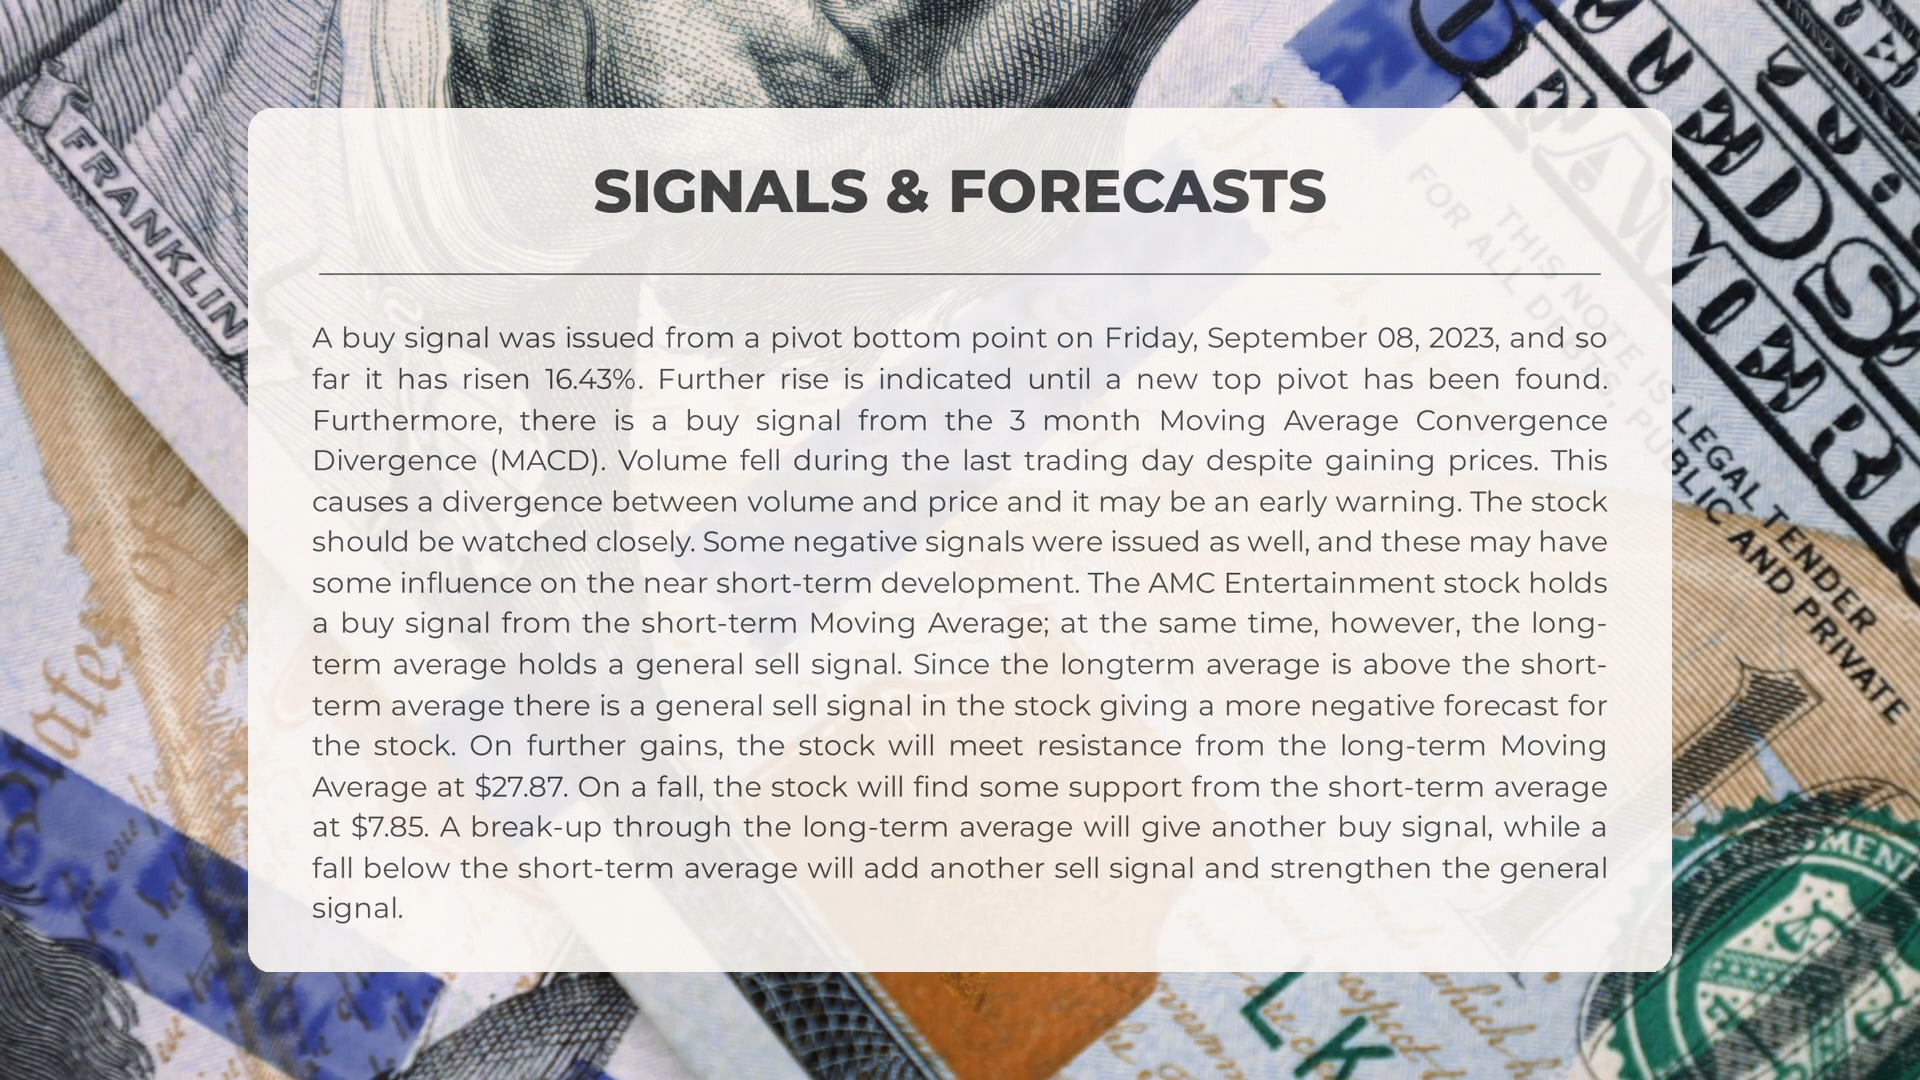 SIGNALS & FORECASTS
A buy signal was issued from a pivot bottom point on Friday, September 08, 2023, and so
far it has risen 16.43%. Further rise is indicated until a new top pivot has been found.
Furthermore, there is a buy signal from the 3 month Moving Average Convergence
Divergence (MACD). Volume fell during the last trading day despite gaining prices. This
causes a divergence between volume and price and it may be an early warning. The stock
should be watched closely. Some negative signals were issued as well, and these may have
some influence on the near short-term development. The AMC Entertainment stock holds
a buy signal from the short-term Moving Average; at the same time, however, the long-
term average holds a general sell signal. Since the longterm average is above the short-
term average there is a general sell signal in the stock giving a more negative forecast for
the stock. On further gains, the stock will meet resistance from the long-term Moving
Average at $27.87. On a fall, the stock will find some support from the short-term average
at $7.85. A break-up through the long-term average will give another buy signal, while a
fall below the short-term average will add another sell signal and strengthen the general
signal.
FRANKLIN
THIS NOTE IS LEGAL TENDER
FOR ALL DEBTS, PUBLIC AND PRIVATE